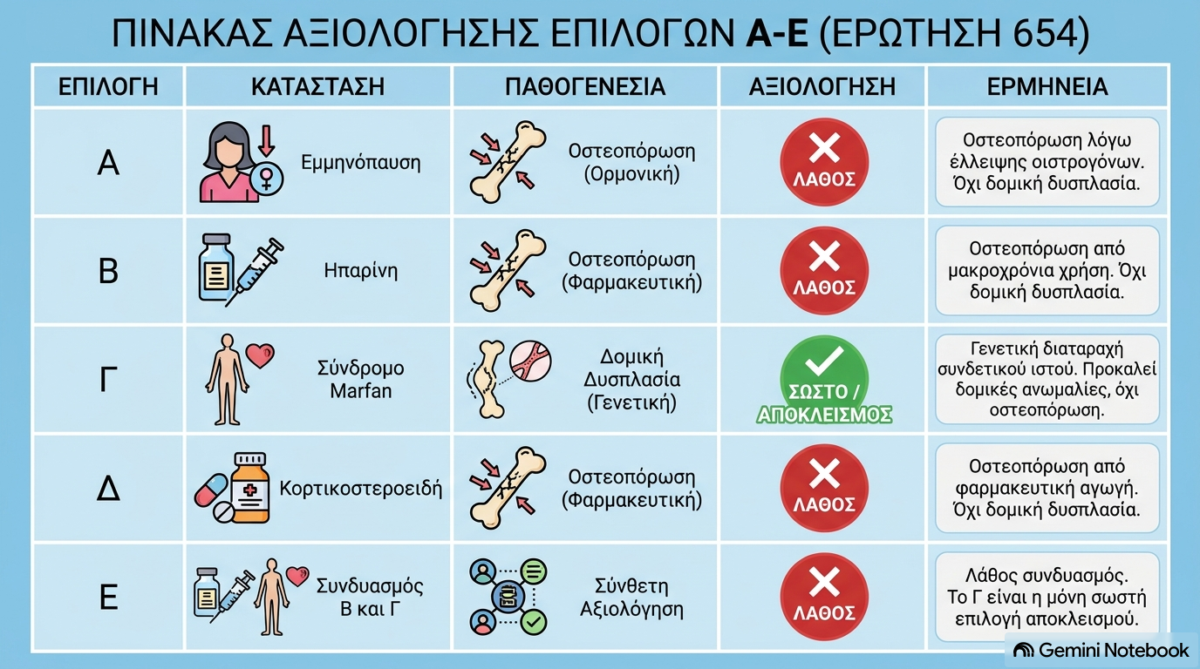 ΠΙΝΑΚΑΣ ΑΞΙΟΛΟΓΗΣΗΣ ΕΠΙΛΟΓΩΝ Α-Ε (ΕΡΩΤΗΣΗ 654)
ΕΠΙΛΟΓΗ
ΚΑΤΑΣΤΑΣΗ
ΠΑΘΟΓΕΝΕΣΙΑ
ΑΞΙΟΛΟΓΗΣΗ
ΕΡΜΗΝΕΙΑ
Α
Εμμηνόπαυση
Οστεοπόρωση
(Ορμονική)
ΛΑΘΟΣ
Οστεοπόρωση λόγω
έλλειψης οιστρογόνων.
Όχι δομική δυσπλασία.
Β
Ηπαρίνη
Οστεοπόρωση
(Φαρμακευτική)
ΛΑΘΟΣ
Οστεοπόρωση από
μακροχρόνια χρήση. Όχι
δομική δυσπλασία.
Γ
Σύνδρομο
Marfan
Δομική
Δυσπλασία
(Γενετική)
ΣΩΣΤΟ /
ΑΠΟΚΛΕΙΣΜΟΣ
Γενετική διαταραχή
συνδετικού ιστού. Προκαλεί
δομικές ανωμαλίες, όχι
οστεοπόρωση.
Δ
Κορτικοστεροειδή
Οστεοπόρωση
(Φαρμακευτική)
ΛΑΘΟΣ
Οστεοπόρωση από
φαρμακευτική αγωγή.
Όχι δομική δυσπλασία.
Ε
Συνδυασμός
Β και Γ
Σύνθετη
Αξιολόγηση
ΛΑΘΟΣ
Λάθος συνδυασμός.
Το Γ είναι η μόνη σωστή
επιλογή αποκλεισμού.
Gemini Notebook